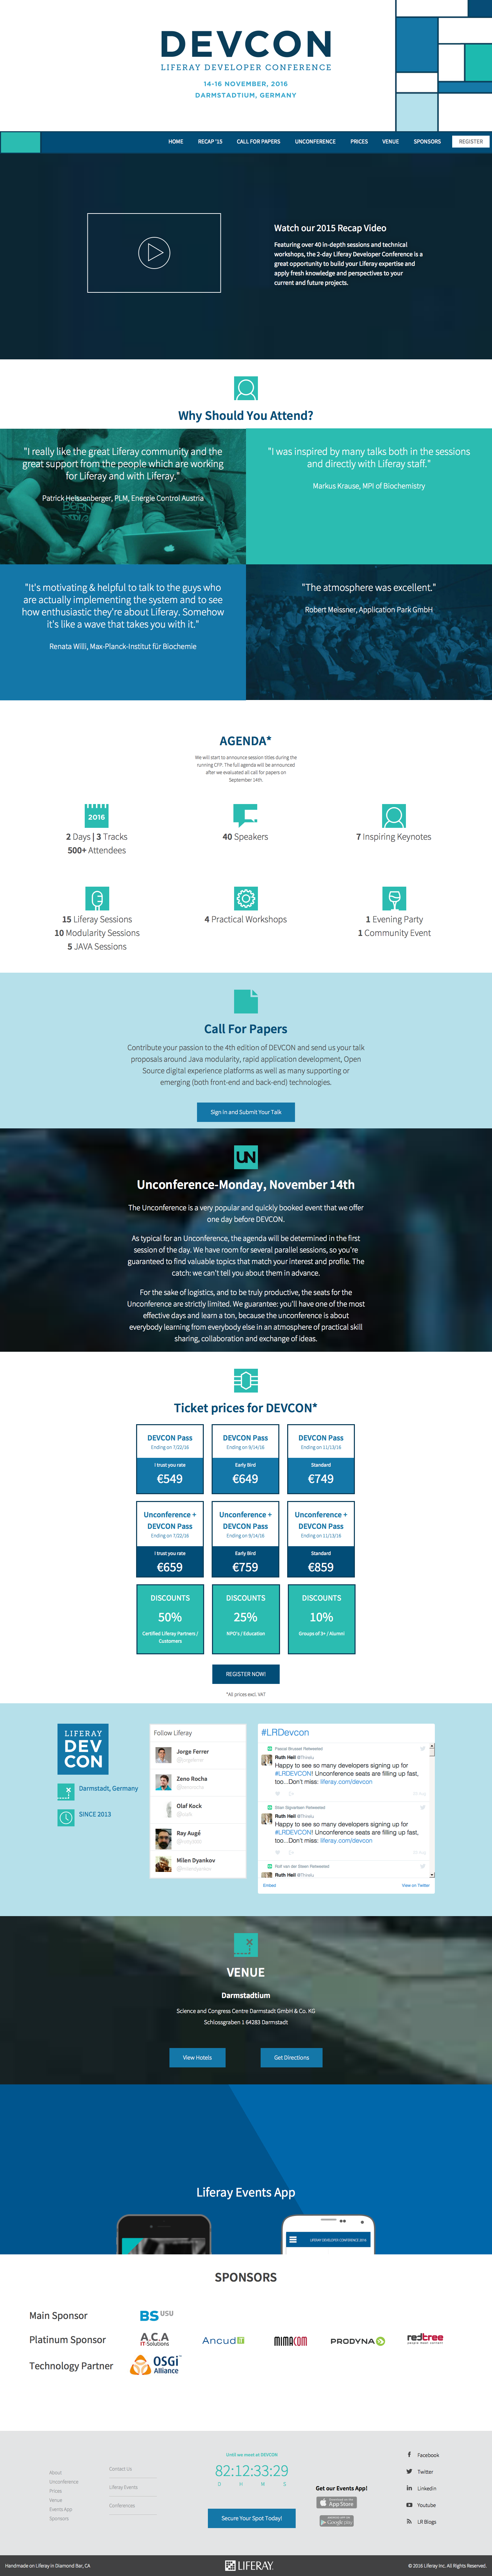 DEVCON
LIFERAY DEVELOPER CONFERENCE
14-16 NOVEMBER, 2016
DARMSTADTIUM, GERMANY
HOME
RECAP '15
CALL FOR PAPERS
UNCONFERENCE
PRICES
VENUE
SPONSORS
REGISTER
Watch our 2015 Recap Video
Featuring over 40 in-depth sessions and technical
workshops, the 2-day Liferay Developer Conference is a
great opportunity to build your Liferay expertise and
apply fresh knowledge and perspectives to your
current and future projects.
Why Should You Attend?
"I really like the great Liferay community and the
great support from the people which are working
for Liferay and with Liferay."
Patrick Heissenberger, PLM, Energie Control Austria
"I was inspired by many talks both in the sessions
and directly with Liferay staff."
Markus Krause, MPI of Biochemistry
"It's motivating & helpful to talk to the guys who
are actually implementing the system and to see
how enthusiastic they're about Liferay. Somehow
it's like a wave that takes you with it."
Renata Willi, Max-Planck-Institut für Biochemie
"The atmosphere was excellent."
Robert Meissner, Application Park GmbH
AGENDA*
We will start to announce session titles during the
running CFP. The full agenda will be announced
after we evaluated all call for papers on
September 14th.
2016
2 Days | 3 Tracks
500+ Attendees
40 Speakers
7 Inspiring Keynotes
15 Liferay Sessions
10 Modularity Sessions
5 JAVA Sessions
4 Practical Workshops
1 Evening Party
1 Community Event
Call For Papers
Contribute your passion to the 4th edition of DEVCON and send us your talk
proposals around Java modularity, rapid application development, Open
Source digital experience platforms as well as many supporting or
emerging (both front-end and back-end) technologies.
Sign in and Submit Your Talk
UN
Unconference-Monday, November 14th
The Unconference is a very popular and quickly booked event that we offer
one day before DEVCON.
As typical for an Unconference, the agenda will be determined in the first
session of the day. We have room for several parallel sessions, so you're
guaranteed to find valuable topics that match your interest and profile. The
catch: we can't tell you about them in advance.
For the sake of logistics, and to be truly productive, the seats for the
Unconference are strictly limited. We guarantee: you'll have one of the most
effective days and learn a ton, because the unconference is about
everybody learning from everybody else in an atmosphere of practical skill
sharing, collaboration and exchange of ideas.
Ticket prices for DEVCON*
DEVCON Pass
Ending on 7/22/16
I trust you rate
€549
DEVCON Pass
Ending on 9/14/16
Early Bird
€649
DEVCON Pass
Ending on 11/13/16
Standard
€749
Unconference +
DEVCON Pass
Ending on 7/22/16
I trust you rate
€659
Unconference +
DEVCON Pass
Ending on 9/14/16
Early Bird
€759
Unconference +
DEVCON Pass
Ending on 11/13/16
Standard
€859
DISCOUNTS
50%
Certified Liferay Partners /
Customers
DISCOUNTS
25%
NPO's / Education
DISCOUNTS
10%
Groups of 3+ / Alumni
REGISTER NOW!
*All prices excl. VAT
LIFERAY
DEV
CON
Darmstadt, Germany
SINCE 2013
Follow Liferay
Jorge Ferrer
Zeno Rocha
Olaf Kock
Ray Augé
Milen Dyankov
#LRDevcon
Pascal Brussel Retweeted
Ruth Heil
Happy to see so many developers signing up for
#LRDEVCON! Unconference seats are filling up fast,
too...Don't miss: liferay.com/devcon
Ruth Heil
Happy to see so many developers signing up for
#LRDEVCON! Unconference seats are filling up fast,
too...Don't miss: liferay.com/devcon
Ruth Heil
Embed
View on Twitter
VENUE
Darmstadtium
Science and Congress Centre Darmstadt GmbH & Co. KG
Schlossgraben 1 64283 Darmstadt
View Hotels
Get Directions
Liferay Events App
LIFERAY DEVELOPER CONFERENCE 2016
SPONSORS
Main Sponsor
BS USU
Platinum Sponsor
A.C.A
IT Solutions
Ancud IT
mimacom
PRODYNA
redtree
Technology Partner
OSGi
Alliance
About
Unconference
Prices
Venue
Events App
Sponsors
Contact Us
Liferay Events
Conferences
Until we meet at DEVCON
82:12:33:29
D H M S
Secure Your Spot Today!
Get our Events App!
App Store
Google play
Facebook
Twitter
LinkedIn
Youtube
LR Blogs
Handmade on Liferay in Diamond Bar, CA
LIFERAY.
© 2016 Liferay Inc. All Rights Reserved.